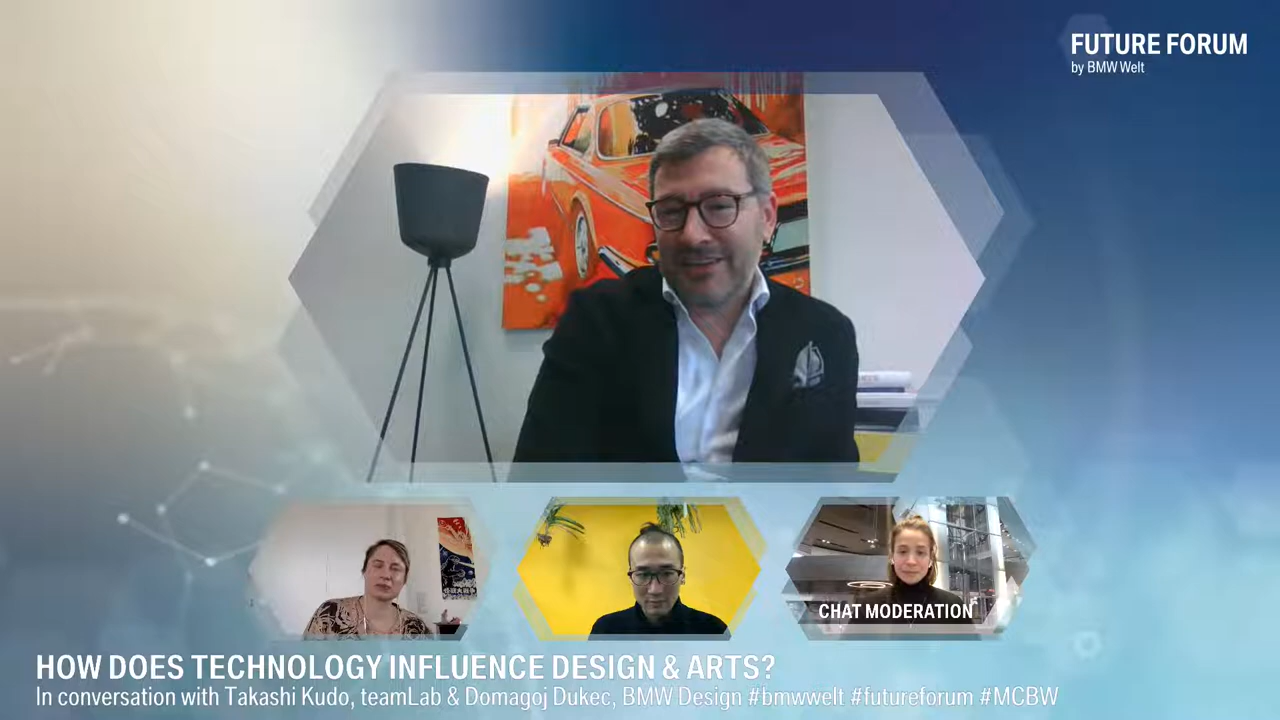 FUTURE FORUM
by BMW Welt
CHAT MODERATION
HOW DOES TECHNOLOGY INFLUENCE DESIGN & ARTS?
In conversation with Takashi Kudo, teamLab & Domagoj Dukec, BMW Design #bmwwelt #futureforum #MCBW